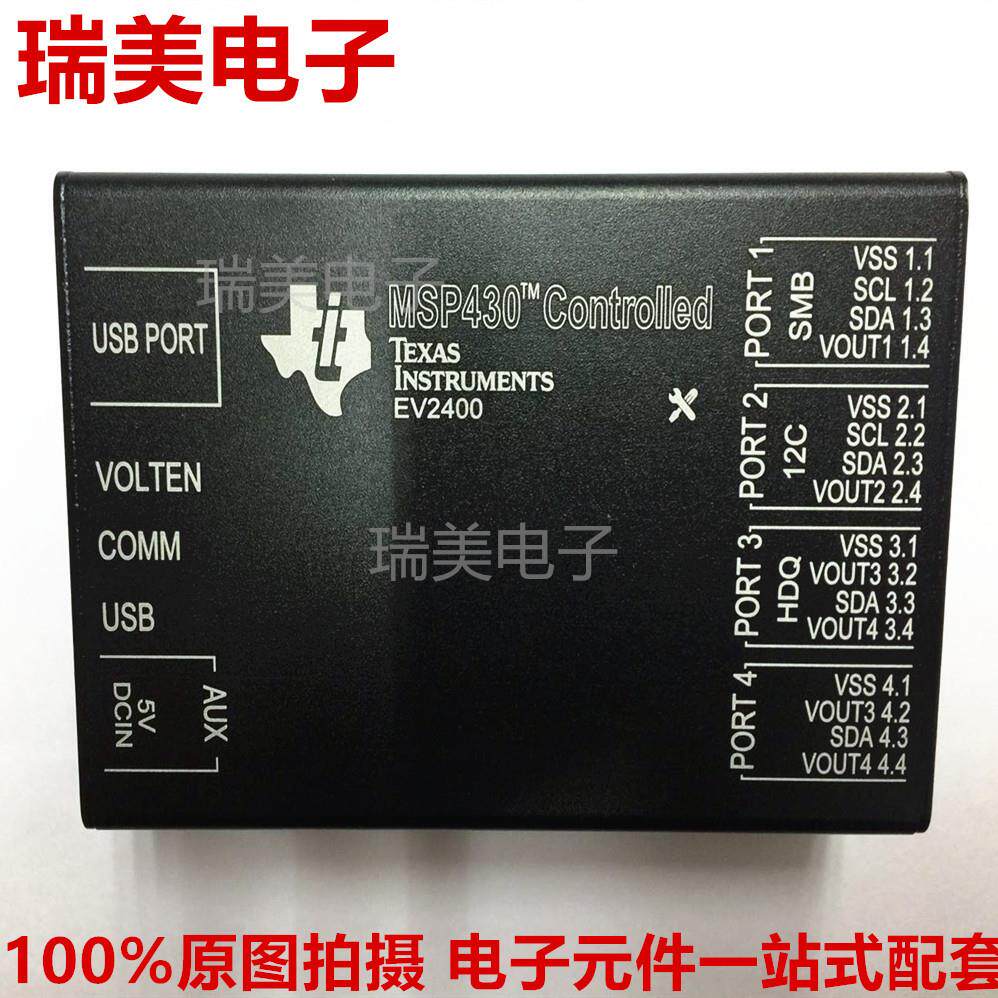 瑞美电子
瑞美电子
USB PORT
VOLTEN
COMM
USB
AUX
5V
DCIN
MSP430™ Controlled
TEXAS
INSTRUMENTS
EV2400
瑞美电子
PORT 1
SMB
VSS 1.1
SCL 1.2
SDA 1.3
VOUT1 1.4
PORT 2
12C
VSS 2.1
SCL 2.2
SDA 2.3
VOUT2 2.4
PORT 3
HDQ
VSS 3.1
VOUT3 3.2
SDA 3.3
VOUT4 3.4
PORT 4
VSS 4.1
VOUT3 4.2
SDA 4.3
VOUT4 4.4
100%原图拍摄 电子元件一站式配套